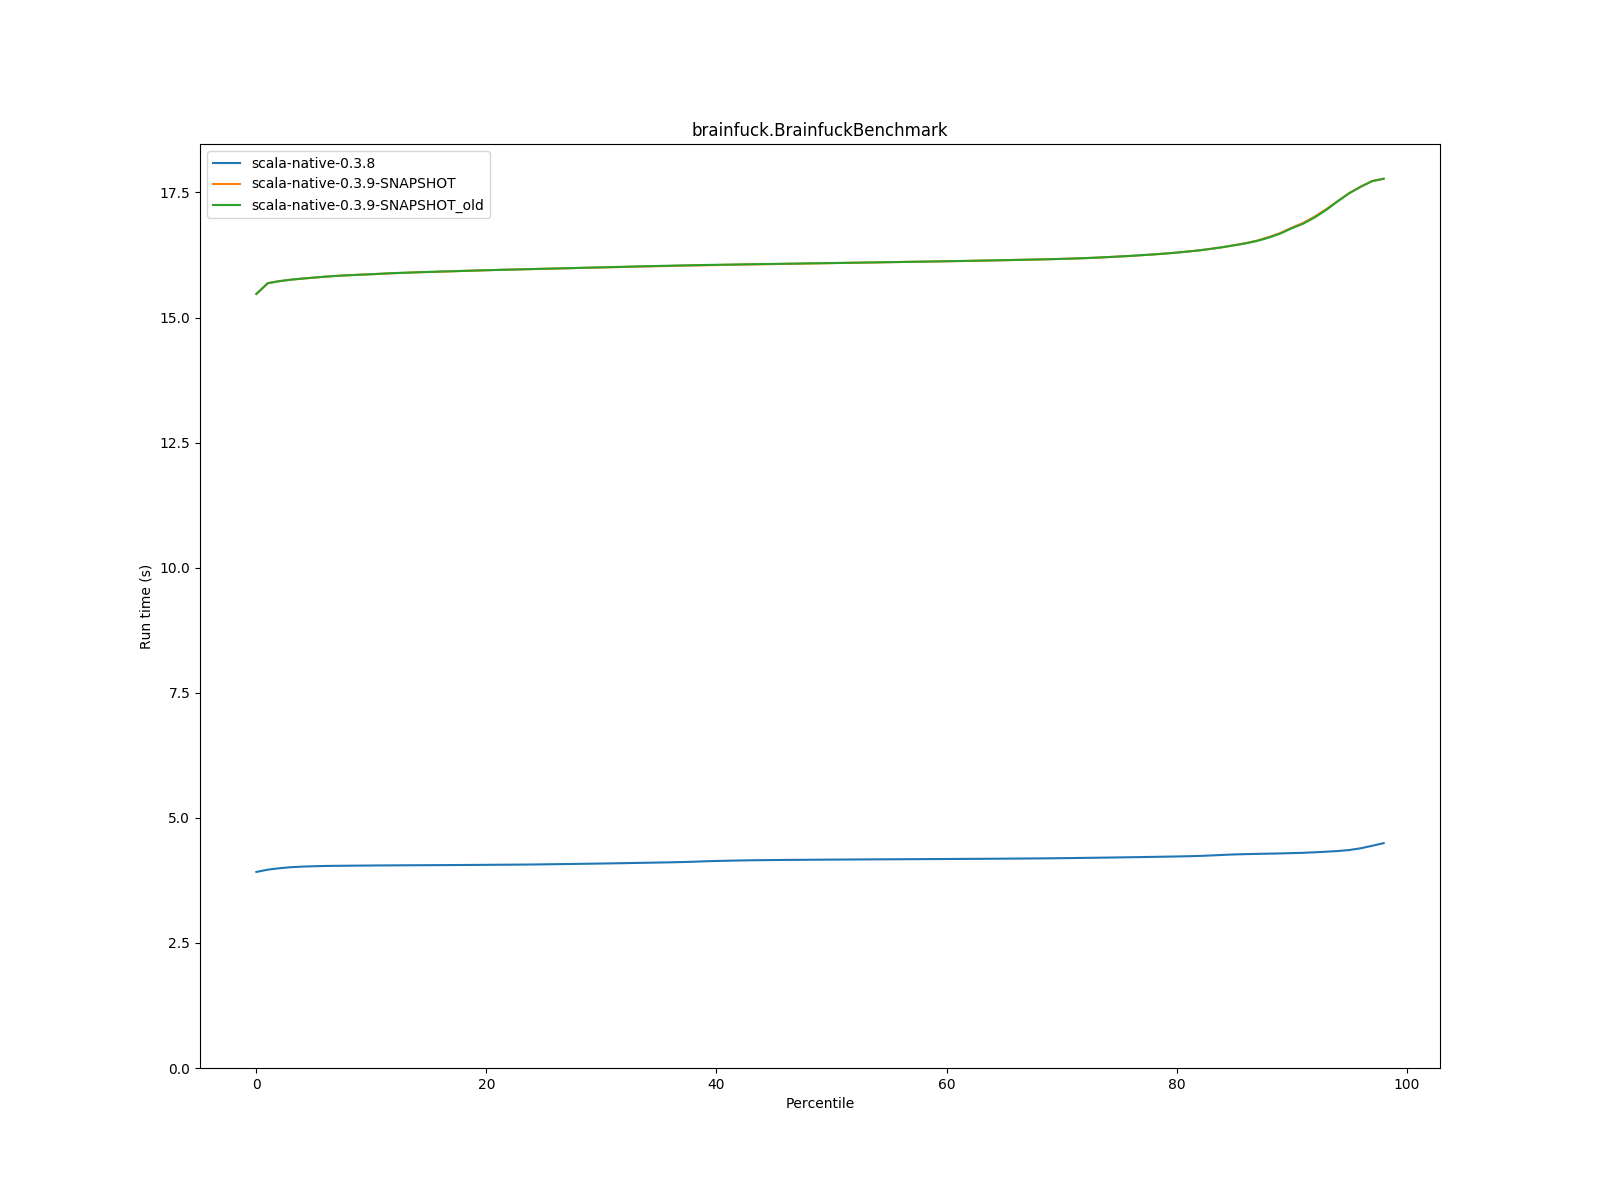 brainfuck.BrainfuckBenchmark
scala-native-0.3.8
scala-native-0.3.9-SNAPSHOT
scala-native-0.3.9-SNAPSHOT_old
17.5
15.0
12.5
10.0
7.5
5.0
2.5
0.0
Run time (s)
0 20 40 60 80 100
Percentile